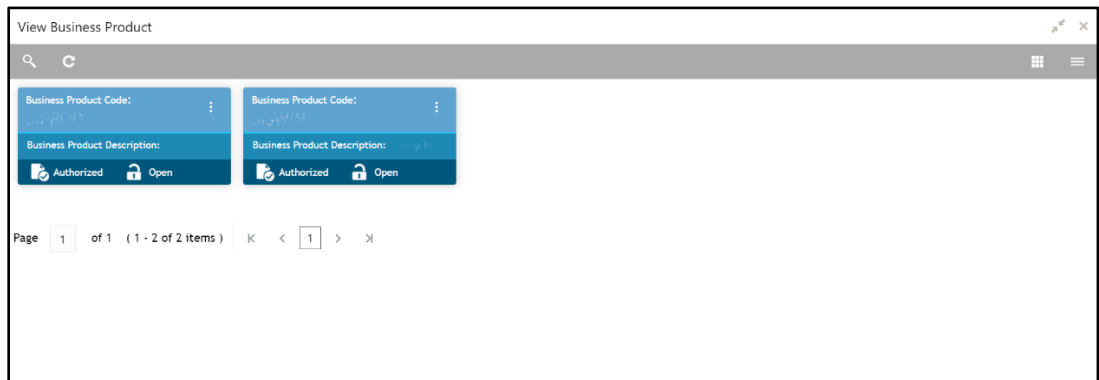 View Business Product
Business Product Code:
Business Product Description:
Authorized Open
Business Product Code:
Business Product Description:
Authorized Open
Page 1 of 1 ( 1 - 2 of 2 items ) 1